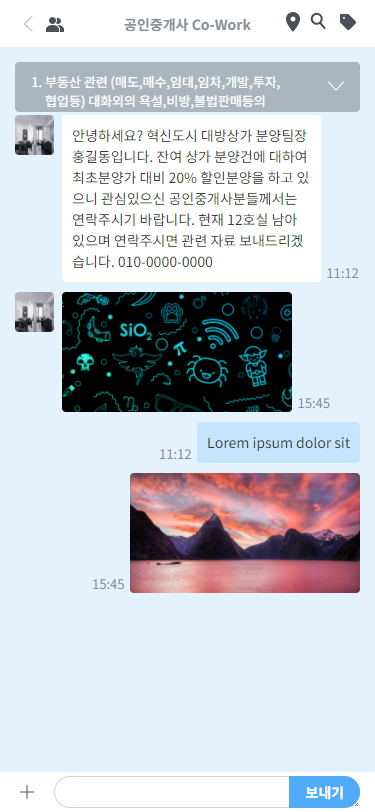 공인중개사 Co-Work
1. 부동산 관련 (매도,매수,임대,임차,개발,투자,
협업등) 대화외의 욕설,비방,불법판매등의
안녕하세요? 혁신도시 대방상가 분양팀장
홍길동입니다. 잔여 상가 분양건에 대하여
최초분양가 대비 20% 할인분양을 하고 있
으니 관심있으신 공인중개사분들께서는
연락주시기 바랍니다. 현재 12호실 남아
있으며 연락주시면 관련 자료 보내드리겠
습니다. 010-0000-0000
11:12
SiO2
π
15:45
Lorem ipsum dolor sit
11:12
15:45
보내기